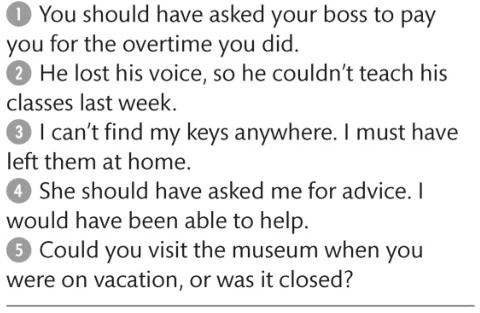 1 You should have asked your boss to pay
you for the overtime you did.
2 He lost his voice, so he couldn't teach his
classes last week.
3 I can't find my keys anywhere. I must have
left them at home.
4 She should have asked me for advice. I
would have been able to help.
5 Could you visit the museum when you
were on vacation, or was it closed?